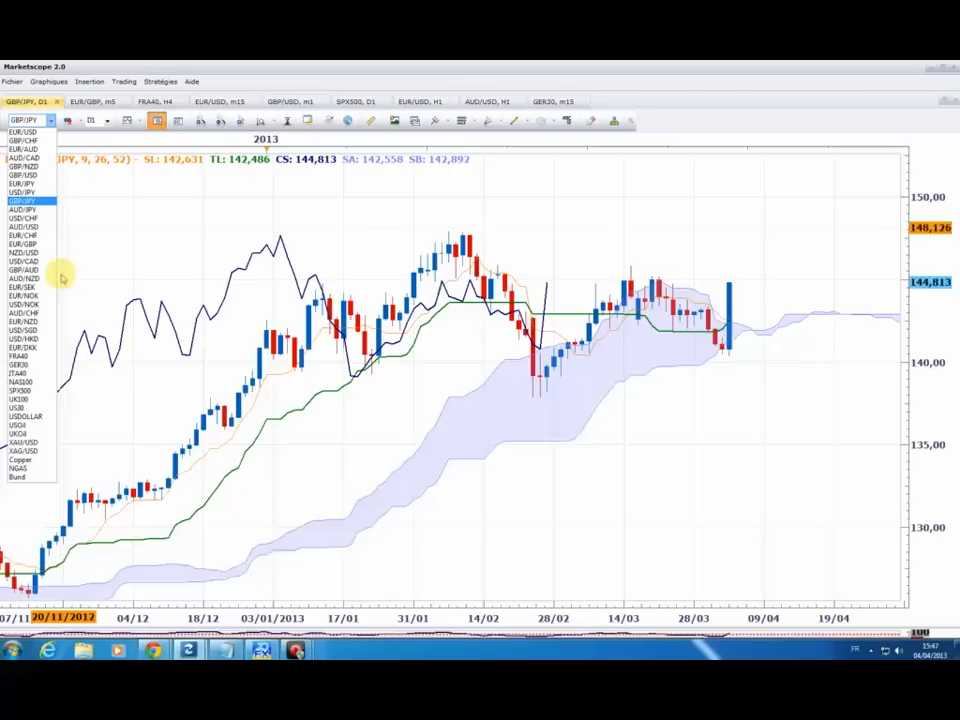 Marketscope 2.0
Fichier Graphiques Insertion Trading Stratégies Aide
GBP/JPY, D1 EUR/GBP, m5 FRA40, H4 EUR/USD, m15 GBP/USD, m1 SPX500, D1 EUR/USD, H1 AUD/USD, H1 GER30, m15
GBP/JPY D1
2013
JPY, 9, 26, 52) - SL: 142,631 TL: 142,486 CS: 144,813 SA: 142,558 SB: 142,892
EUR/USD
GBP/CHF
EUR/AUD
AUD/CAD
GBP/NZD
GBP/USD
EUR/JPY
USD/JPY
GBP/JPY
AUD/JPY
USD/CHF
AUD/USD
EUR/CHF
EUR/GBP
NZD/USD
USD/CAD
GBP/AUD
AUD/NZD
EUR/SEK
EUR/NOK
USD/NOK
AUD/CHF
EUR/NZD
USD/HKD
EUR/DKK
FRA40
GER30
ITA40
NAS100
SPX500
UK100
US30
USDOLLAR
USOil
UKOil
XAU/USD
XAG/USD
Copper
NGAS
Bund
150,00
148,126
144,813
140,00
135,00
130,00
07/11 20/11/2012 04/12 18/12 03/01/2013 17/01 31/01 14/02 28/02 14/03 28/03 09/04 19/04
100
FR 15:47
04/04/2013